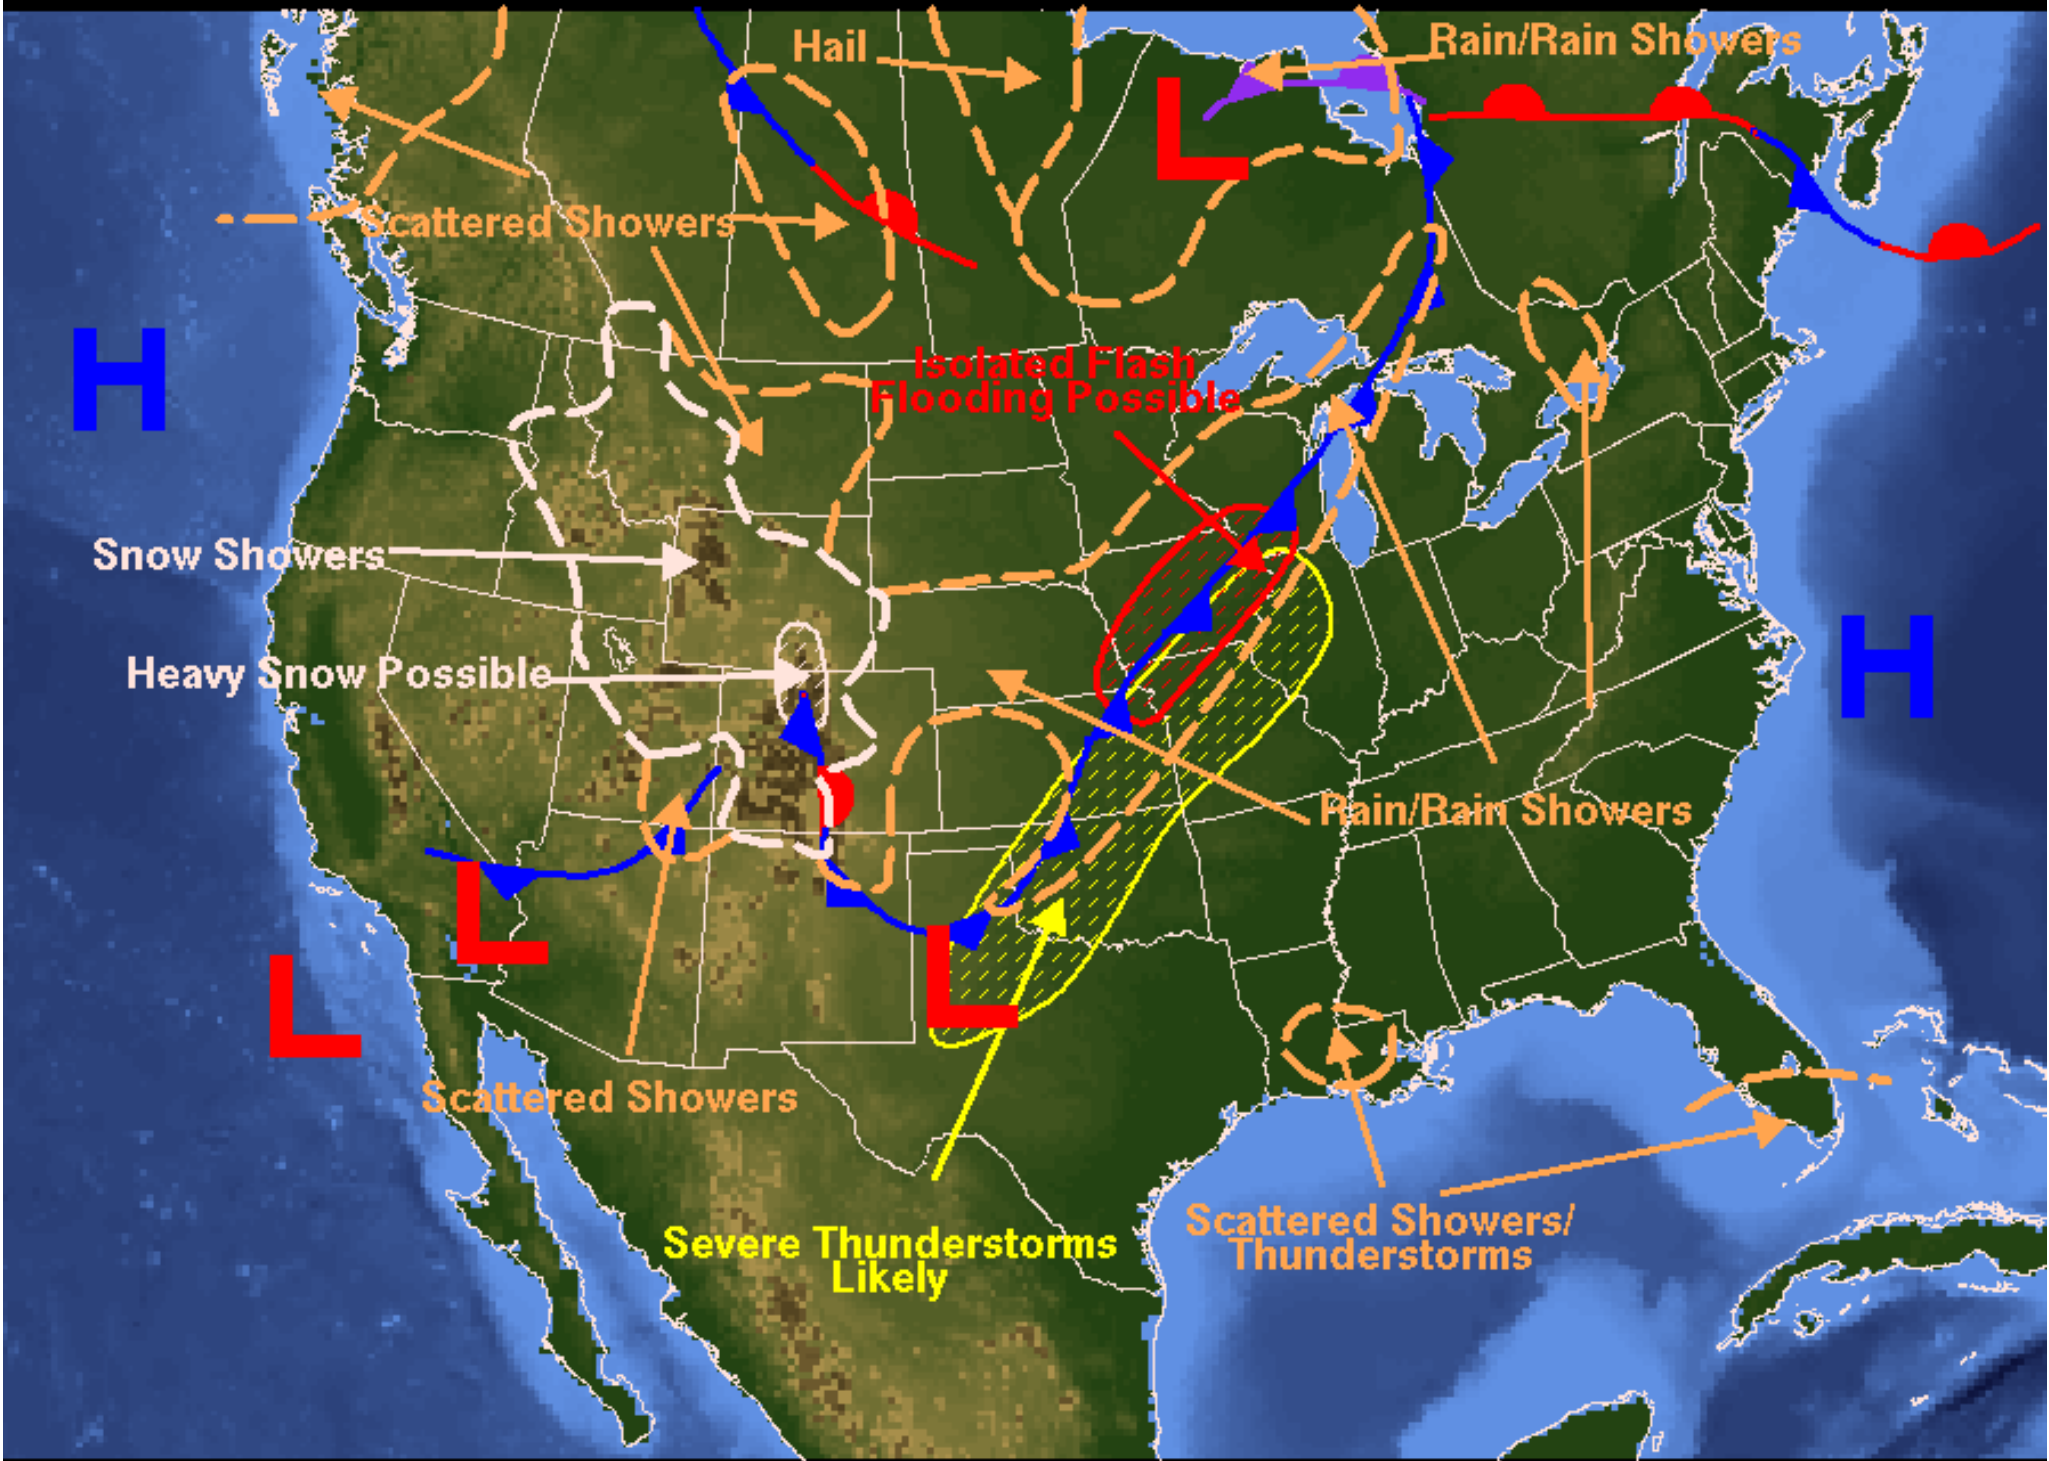 Hail
Rain/Rain Showers
L
Scattered Showers
H
Isolated Flash
Flooding Possible
Snow Showers
Heavy Snow Possible
H
Rain/Rain Showers
L
L
L
Scattered Showers
Severe Thunderstorms
Likely
Scattered Showers/
Thunderstorms